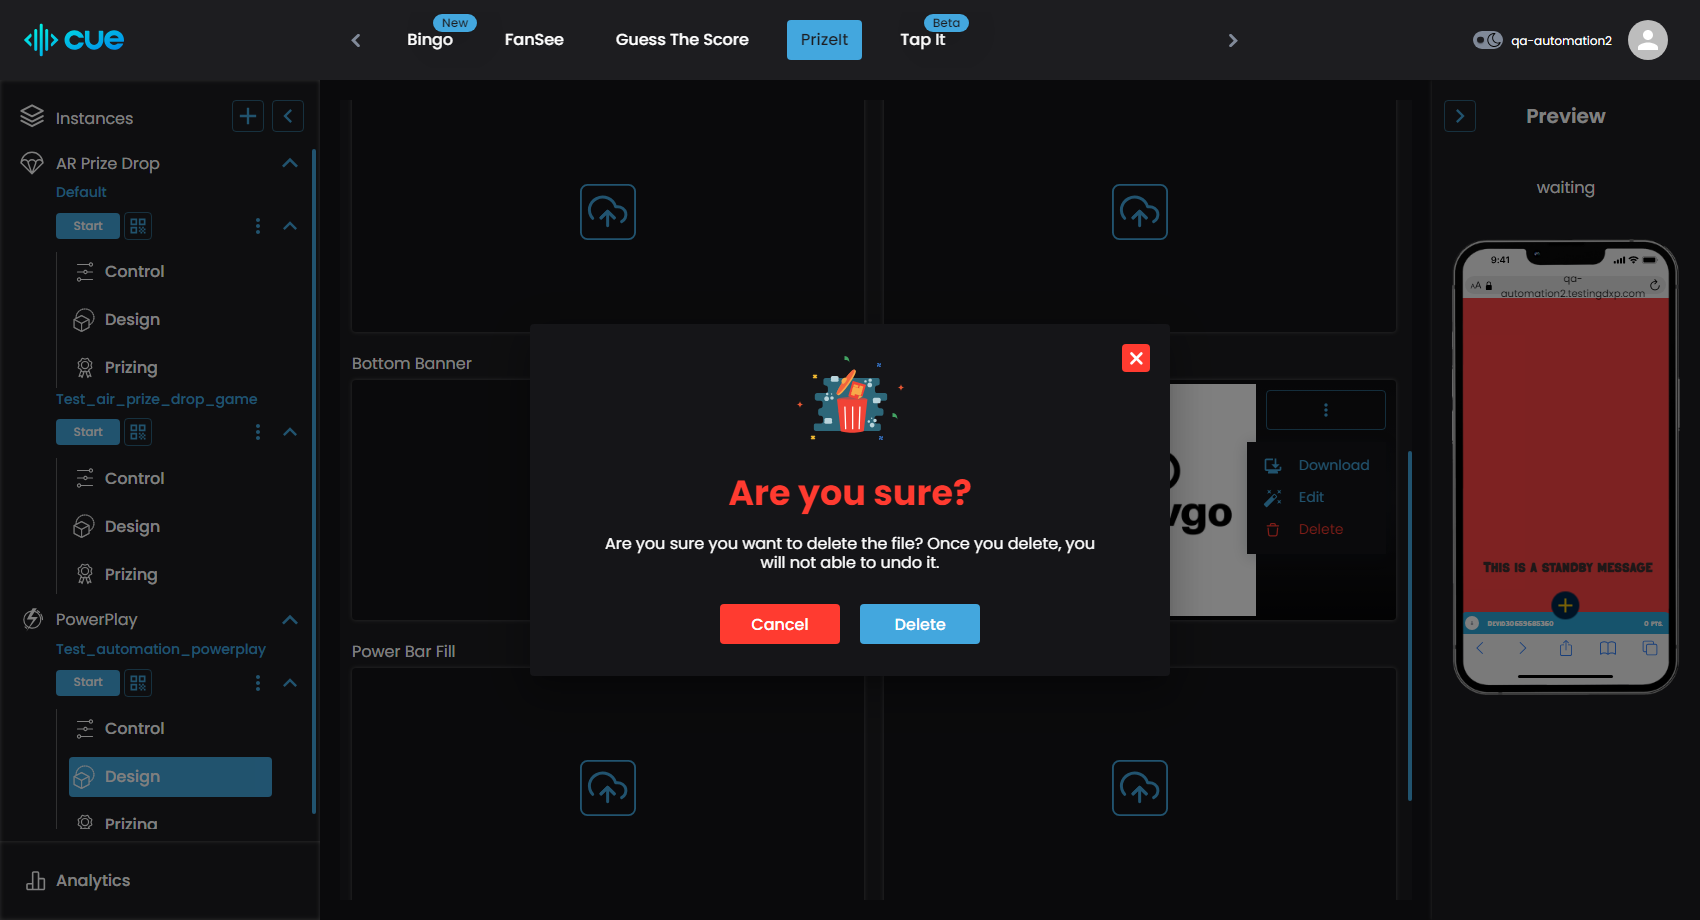 cue
New
Bingo
FanSee
Guess The Score
PrizeIt
Beta
Tap It
qa-automation2
Instances
AR Prize Drop
Default
Start
Control
Design
Prizing
Test_air_prize_drop_game
Start
Control
Design
Prizing
PowerPlay
Test_automation_powerplay
Start
Control
Design
Prizing
Analytics
Bottom Banner
Power Bar Fill
vgo
Download
Edit
Delete
Are you sure?
Are you sure you want to delete the file? Once you delete, you
will not able to undo it.
Cancel
Delete
Preview
waiting
9:41
AA
qa-
automation2.testingdxp.com
THIS IS A STANDBY MESSAGE
0 PTS.